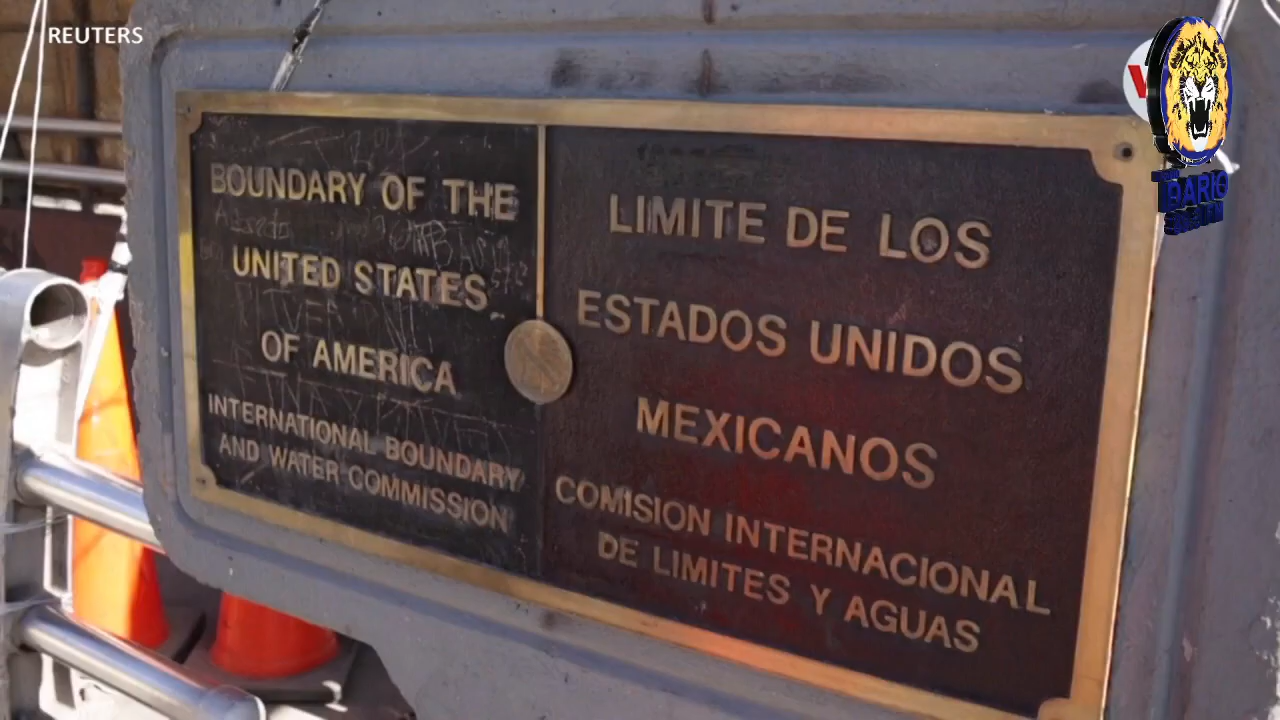 REUTERS
BOUNDARY OF THE
UNITED STATES
OF AMERICA
INTERNATIONAL BOUNDARY
AND WATER COMMISSION
LIMITE DE LOS
ESTADOS UNIDOS
MEXICANOS
COMISION INTERNACIONAL
DE LIMITES Y AGUAS